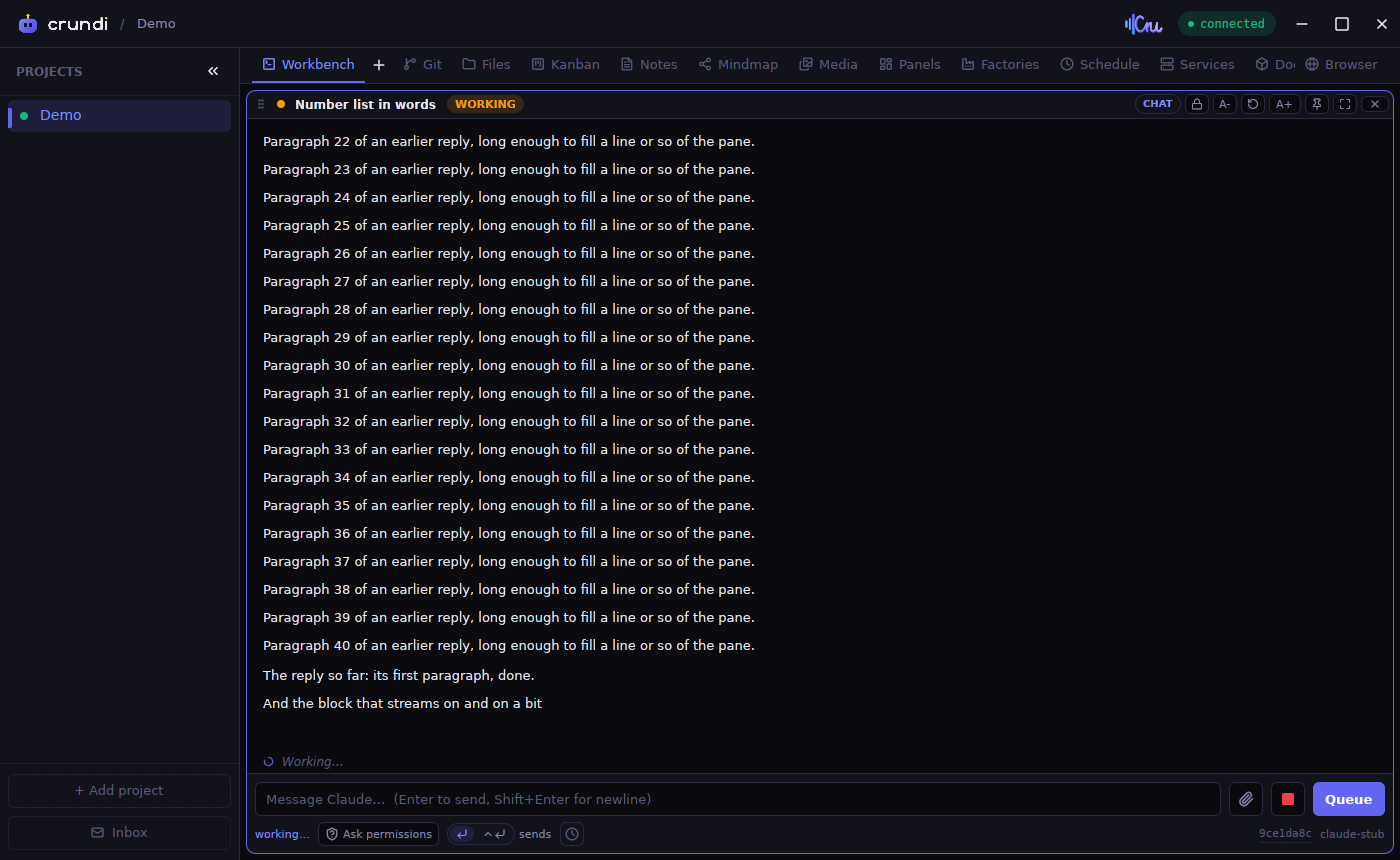 crundi / Demo
Cru
connected
PROJECTS
Workbench + Git Files Kanban Notes Mindmap Media Panels Factories Schedule Services Browser
Demo
Number list in words WORKING CHAT A- A+
Paragraph 22 of an earlier reply, long enough to fill a line or so of the pane.
Paragraph 23 of an earlier reply, long enough to fill a line or so of the pane.
Paragraph 24 of an earlier reply, long enough to fill a line or so of the pane.
Paragraph 25 of an earlier reply, long enough to fill a line or so of the pane.
Paragraph 26 of an earlier reply, long enough to fill a line or so of the pane.
Paragraph 27 of an earlier reply, long enough to fill a line or so of the pane.
Paragraph 28 of an earlier reply, long enough to fill a line or so of the pane.
Paragraph 29 of an earlier reply, long enough to fill a line or so of the pane.
Paragraph 30 of an earlier reply, long enough to fill a line or so of the pane.
Paragraph 31 of an earlier reply, long enough to fill a line or so of the pane.
Paragraph 32 of an earlier reply, long enough to fill a line or so of the pane.
Paragraph 33 of an earlier reply, long enough to fill a line or so of the pane.
Paragraph 34 of an earlier reply, long enough to fill a line or so of the pane.
Paragraph 35 of an earlier reply, long enough to fill a line or so of the pane.
Paragraph 36 of an earlier reply, long enough to fill a line or so of the pane.
Paragraph 37 of an earlier reply, long enough to fill a line or so of the pane.
Paragraph 38 of an earlier reply, long enough to fill a line or so of the pane.
Paragraph 39 of an earlier reply, long enough to fill a line or so of the pane.
Paragraph 40 of an earlier reply, long enough to fill a line or so of the pane.
The reply so far: its first paragraph, done.
And the block that streams on and on a bit
Working...
Message Claude... (Enter to send, Shift+Enter for newline)
Queue
working... Ask permissions sends 9ce1da8c claude-stub
+ Add project
Inbox